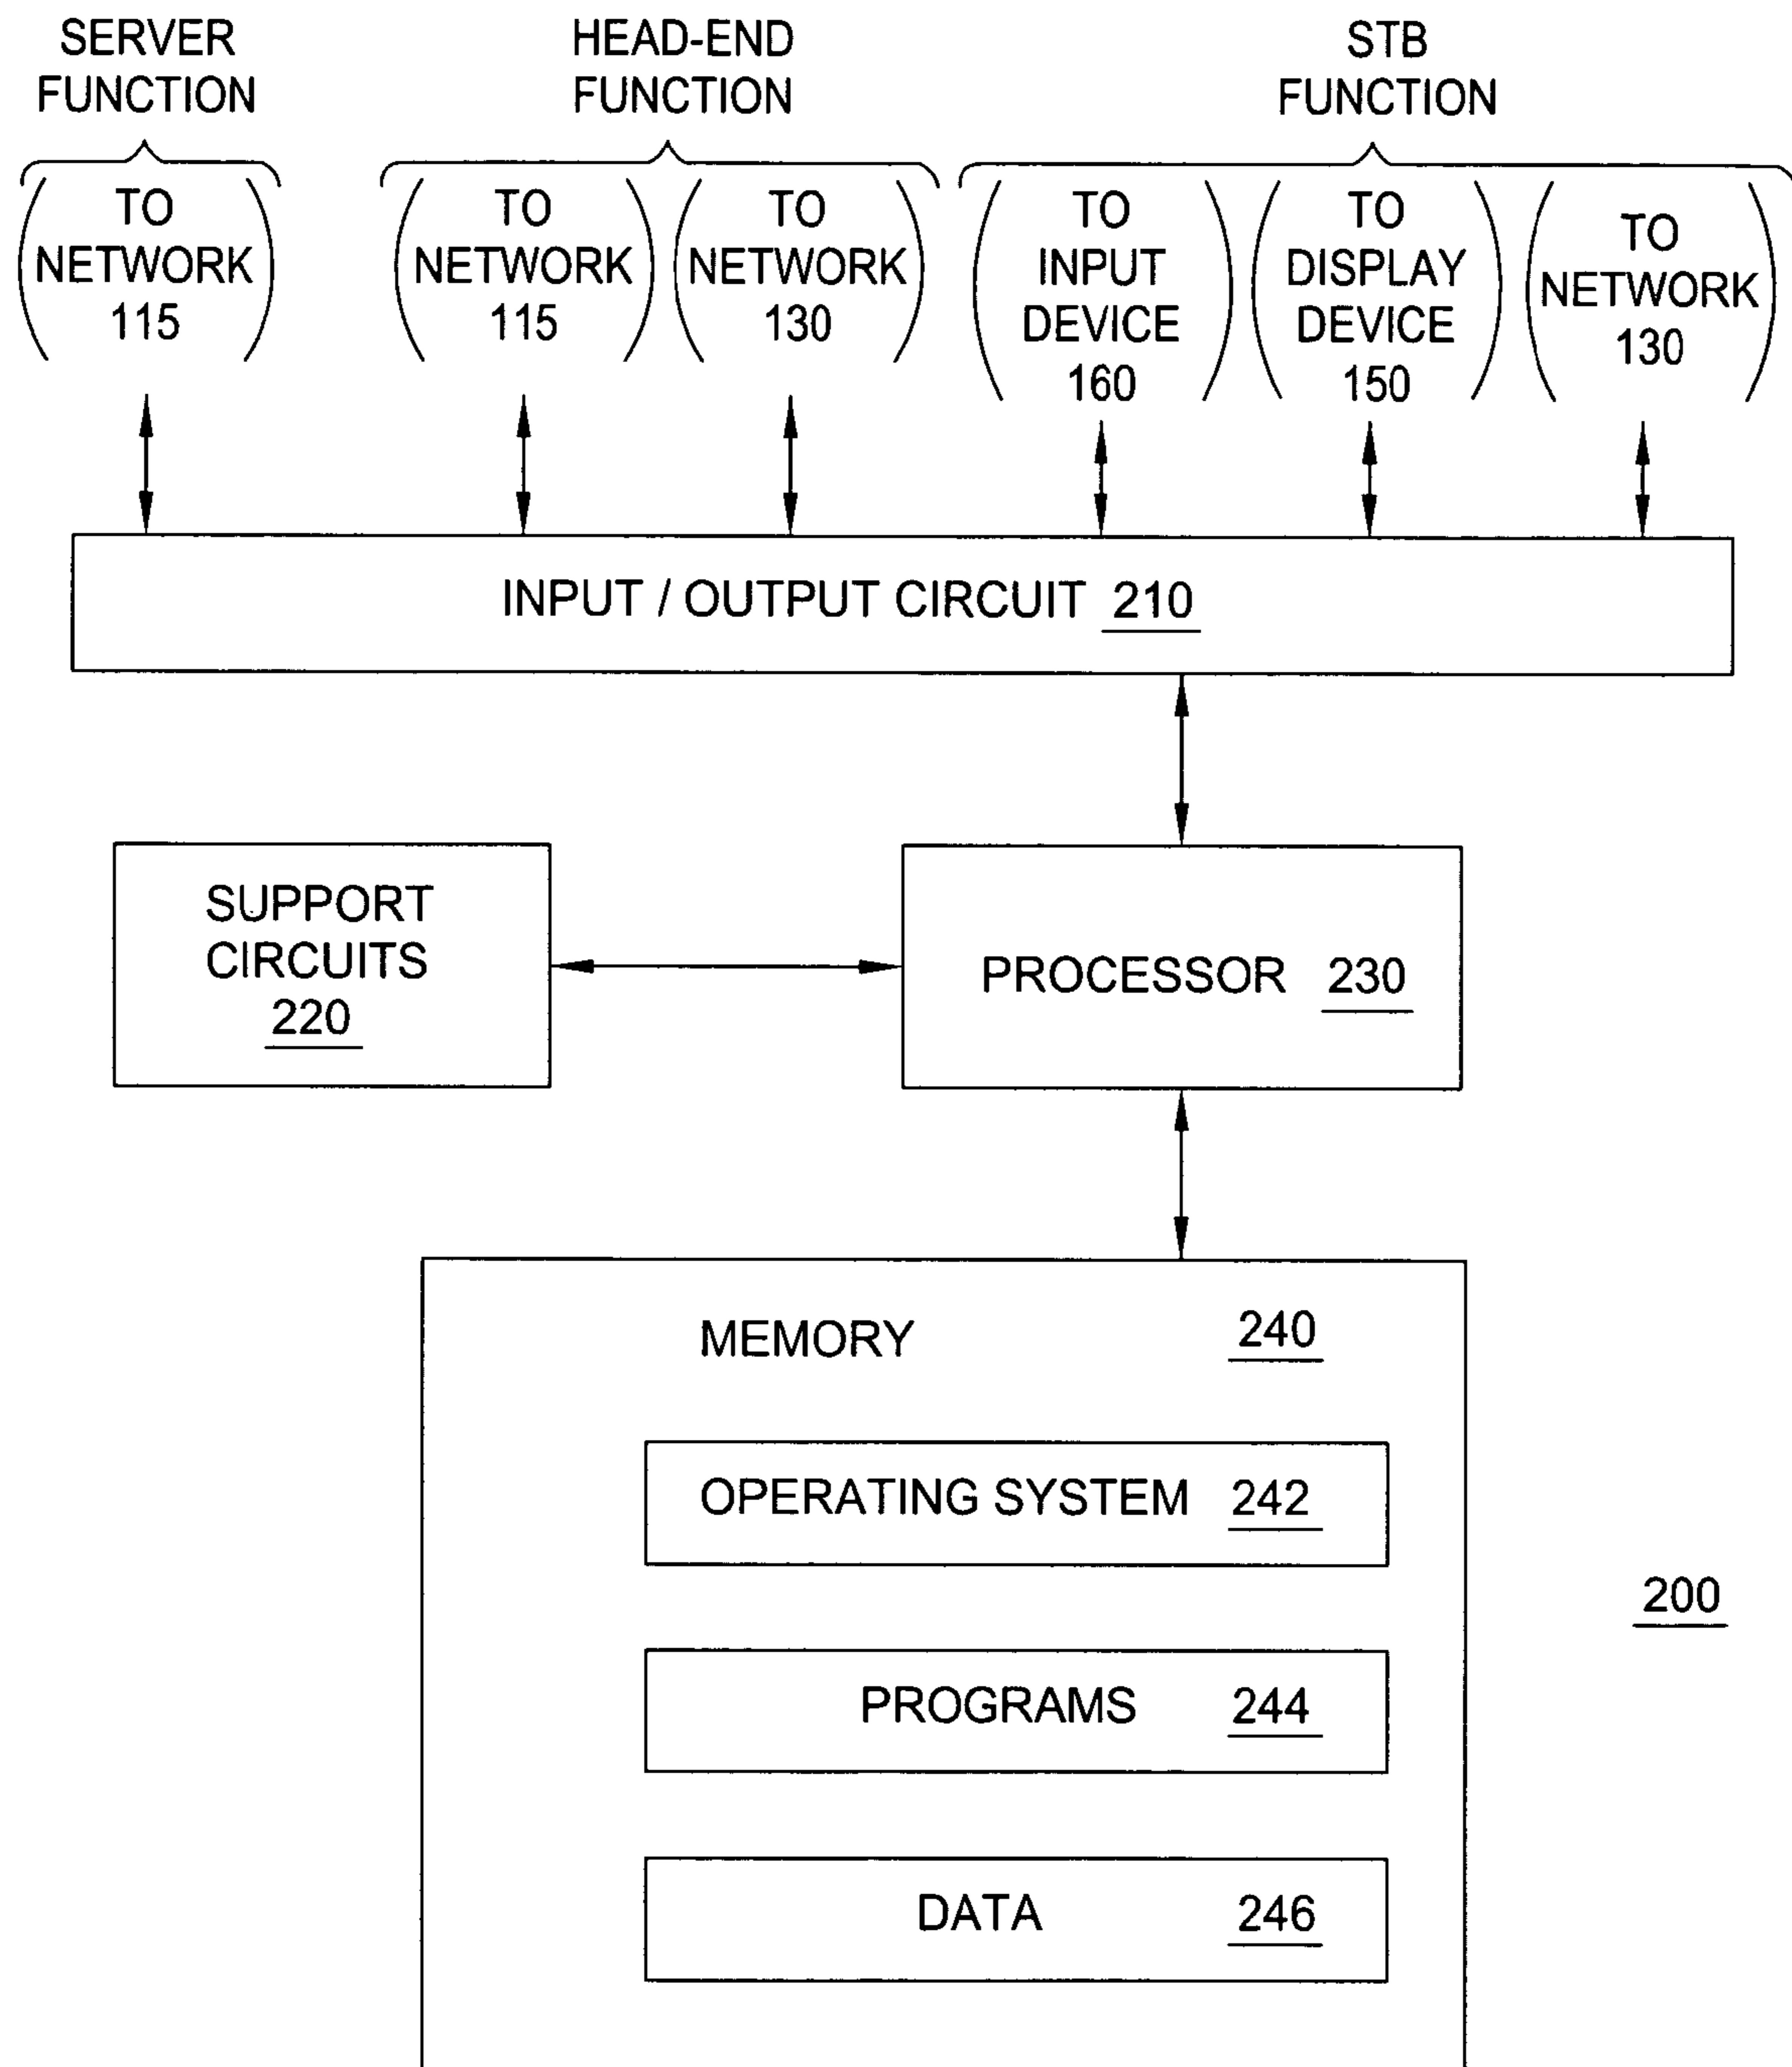 SERVER
FUNCTION
HEAD-END
FUNCTION
STB
FUNCTION
TO
NETWORK
115
TO
NETWORK
115
TO
NETWORK
130
TO
INPUT
DEVICE
160
TO
DISPLAY
DEVICE
150
TO
NETWORK
130
INPUT / OUTPUT CIRCUIT 210
SUPPORT
CIRCUITS
220
PROCESSOR 230
MEMORY 240
OPERATING SYSTEM 242
200
PROGRAMS 244
DATA 246